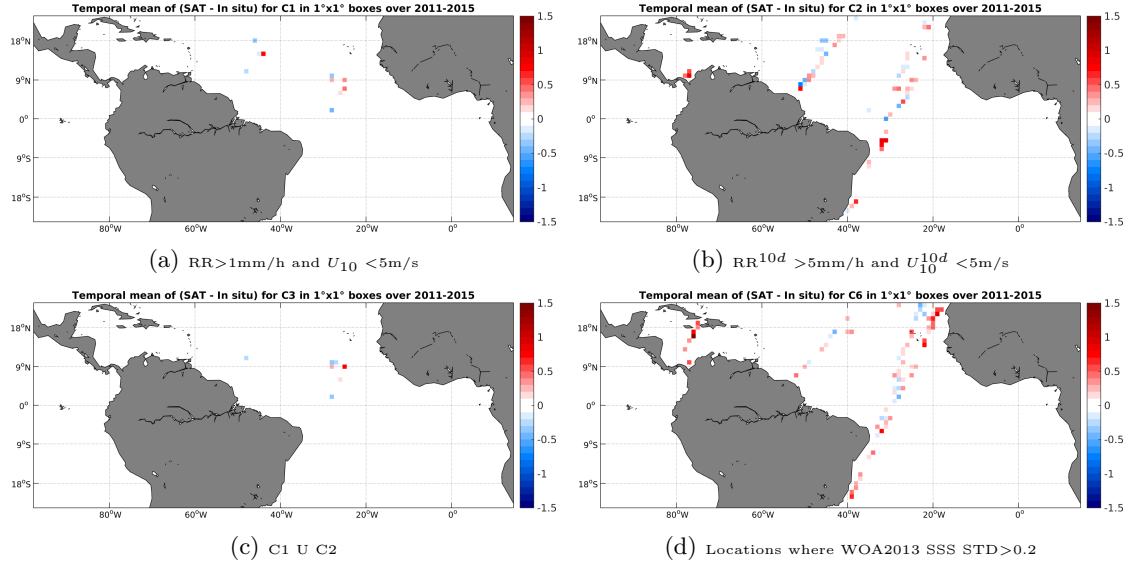 Temporal mean of (SAT - In situ) for C1 in 1°x1° boxes over 2011-2015
18°N
9°N
0°
9°S
18°S
80°W
60°W
40°W
20°W
0°
1.5
1
0.5
0
-0.5
-1
-1.5
(a) RR>1mm/h and U10 <5m/s
Temporal mean of (SAT - In situ) for C2 in 1°x1° boxes over 2011-2015
18°N
9°N
0°
9°S
18°S
80°W
60°W
40°W
20°W
0°
1.5
1
0.5
0
-0.5
-1
-1.5
(b) RR10d >5mm/h and U10d10 <5m/s
Temporal mean of (SAT - In situ) for C3 in 1°x1° boxes over 2011-2015
18°N
9°N
0°
9°S
18°S
80°W
60°W
40°W
20°W
0°
1.5
1
0.5
0
-0.5
-1
-1.5
(c) C1 U C2
Temporal mean of (SAT - In situ) for C6 in 1°x1° boxes over 2011-2015
18°N
9°N
0°
9°S
18°S
80°W
60°W
40°W
20°W
0°
1.5
1
0.5
0
-0.5
-1
-1.5
(d) Locations where WOA2013 SSS STD>0.2